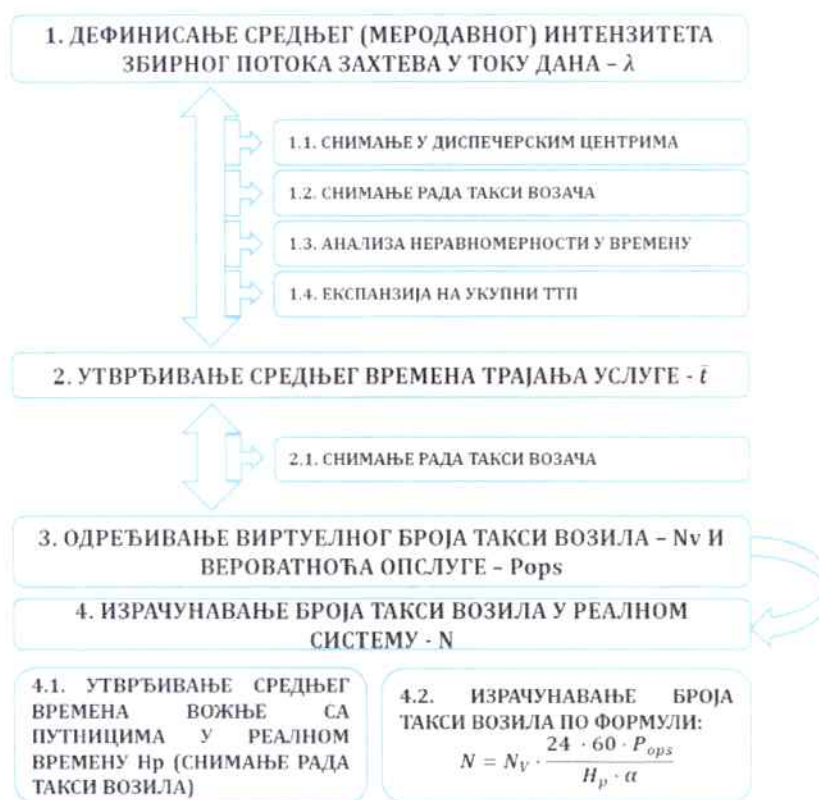 1. ДЕФИНИСАЊЕ СРЕДЊЕГ (МЕРОДАВНОГ) ИНТЕНЗИТЕТА
ЗБИРНОГ ПОТОКА ЗАХТЕВА У ТОКУ ДАНА – λ
1.1. СНИМАЊЕ У ДИСПЕЧЕРСКИМ ЦЕНТРИМА
1.2. СНИМАЊЕ РАДА ТАКСИ ВОЗАЧА
1.3. АНАЛИЗА НЕРАВНОМЕРНОСТИ У ВРЕМЕНУ
1.4. ЕКСПАНЗИЈА НА УКУПНИ ТТП
2. УТВРЂИВАЊЕ СРЕДЊЕГ ВРЕМЕНА ТРАЈАЊА УСЛУГЕ - t̄
2.1. СНИМАЊЕ РАДА ТАКСИ ВОЗАЧА
3. ОДРЕЂИВАЊЕ ВИРТУЕЛНОГ БРОЈА ТАКСИ ВОЗИЛА – Nv И
ВЕРОВАТНОЋА ОПСЛУГЕ – Pops
4. ИЗРАЧУНАВАЊЕ БРОЈА ТАКСИ ВОЗИЛА У РЕАЛНОМ
СИСТЕМУ - N
4.1. УТВРЂИВАЊЕ СРЕДЊЕГ
ВРЕМЕНА ВОЖЊЕ СА
ПУТНИЦИМА У РЕАЛНОМ
ВРЕМЕНУ Hp (СНИМАЊЕ РАДА
ТАКСИ ВОЗИЛА)
4.2. ИЗРАЧУНАВАЊЕ БРОЈА
ТАКСИ ВОЗИЛА ПО ФОРМУЛИ:
N = N_V · (24 · 60 · P_ops) / (H_p · α)